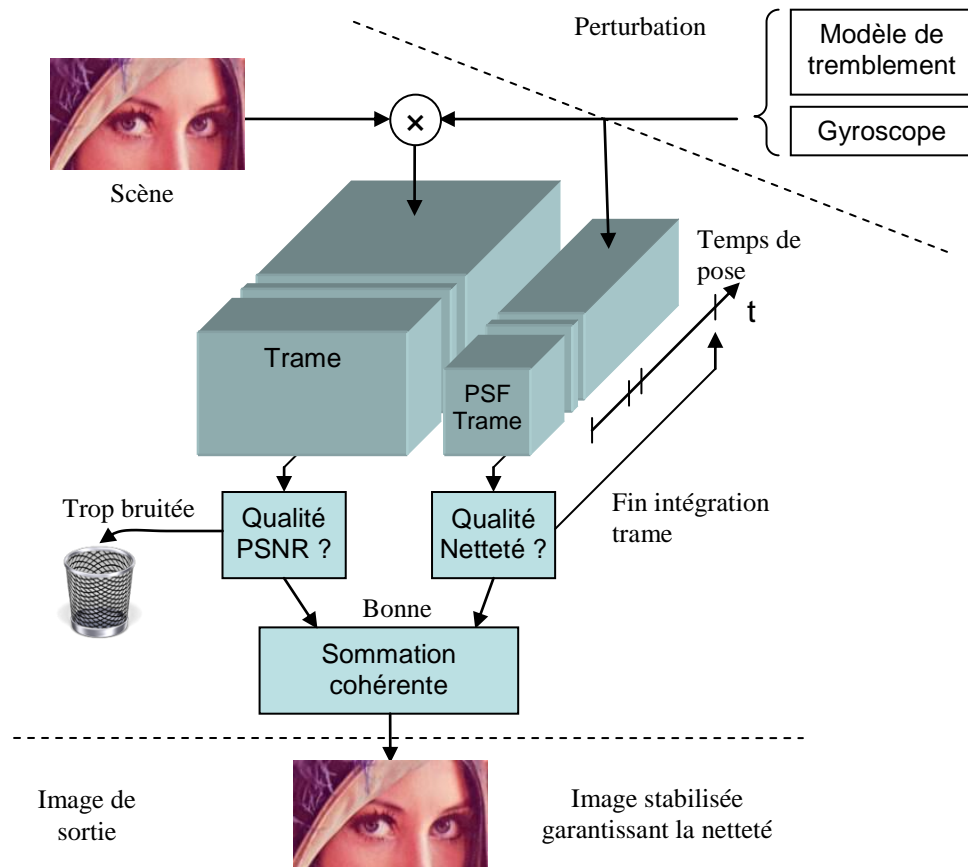 Perturbation
Modèle de
tremblement
Gyroscope
×
Scène
Temps de
pose
t
Trame
PSF
Trame
Trop bruitée
Qualité
PSNR ?
Qualité
Netteté ?
Fin intégration
trame
Bonne
Sommation
cohérente
Image de
sortie
Image stabilisée
garantissant la netteté